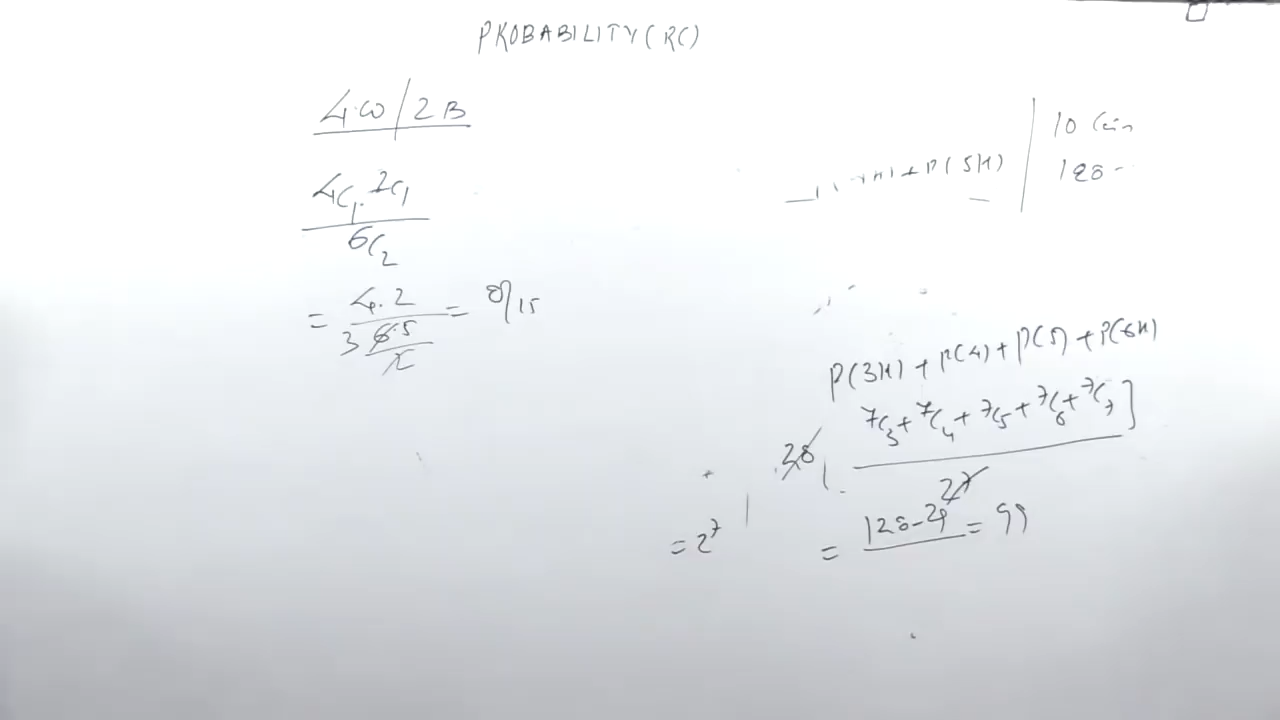 PROBABILITY(RC)
4W/2B
4C1.2C1
6C2
= 4.2 = 8/15
3 6.5
2
+P(5H)
10 Coin
128
P(3H)+P(4)+P(5)+P(6H)
7C3+7C4+7C5+7C6+7C7]
28
27
=2^7
= 128-29 = 99